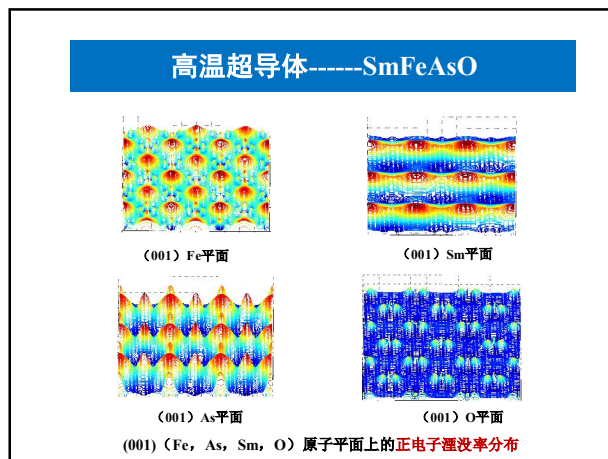 高温超导体------SmFeAsO
（001）Fe平面
（001）Sm平面
（001）As平面
（001）O平面
(001)（Fe，As，Sm，O）原子平面上的正电子湮没率分布